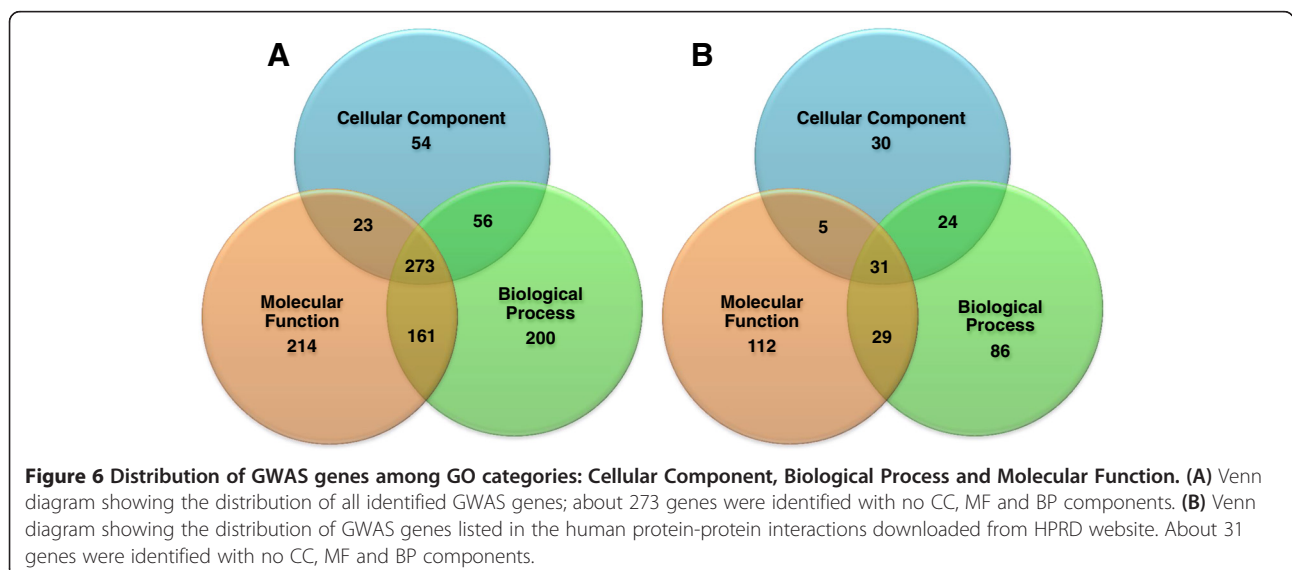 A
Cellular Component
54
23
56
273
Molecular
Function
214
161
Biological
Process
200
B
Cellular Component
30
5
24
31
Molecular
Function
112
29
Biological
Process
86
Figure 6 Distribution of GWAS genes among GO categories: Cellular Component, Biological Process and Molecular Function. (A) Venn
diagram showing the distribution of all identified GWAS genes; about 273 genes were identified with no CC, MF and BP components. (B) Venn
diagram showing the distribution of GWAS genes listed in the human protein-protein interactions downloaded from HPRD website. About 31
genes were identified with no CC, MF and BP components.